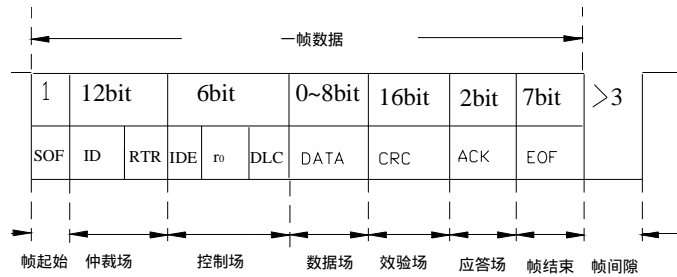 一帧数据
1 12bit 6bit 0~8bit 16bit 2bit 7bit >3
SOF ID RTR IDE r0 DLC DATA CRC ACK EOF
帧起始 仲裁场 控制场 数据场 效验场 应答场 帧结束 帧间隙